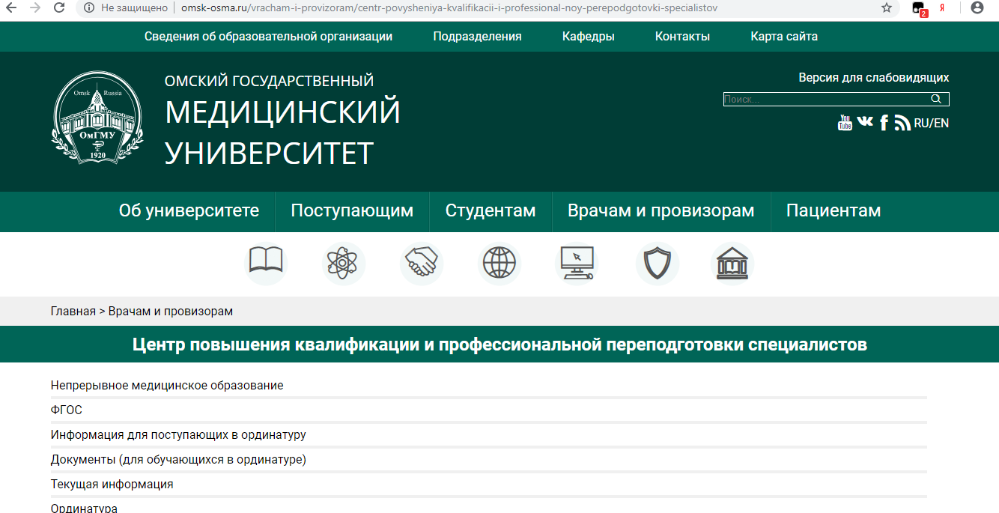 Не защищено omsk-osma.ru/vracham-i-provizoram/centr-povysheniya-kvalifikacii-i-professional-noy-perepodgotovki-specialistov
2 Я
Сведения об образовательной организации Подразделения Кафедры Контакты Карта сайта
Omsk Russia
ОмГМУ
1920
ОМСКИЙ ГОСУДАРСТВЕННЫЙ
МЕДИЦИНСКИЙ
УНИВЕРСИТЕТ
Версия для слабовидящих
Поиск...
You Tube RU/EN
Об университете Поступающим Студентам Врачам и провизорам Пациентам
Главная > Врачам и провизорам
Центр повышения квалификации и профессиональной переподготовки специалистов
Непрерывное медицинское образование
ФГОС
Информация для поступающих в ординатуру
Документы (для обучающихся в ординатуре)
Текущая информация
Ординатура